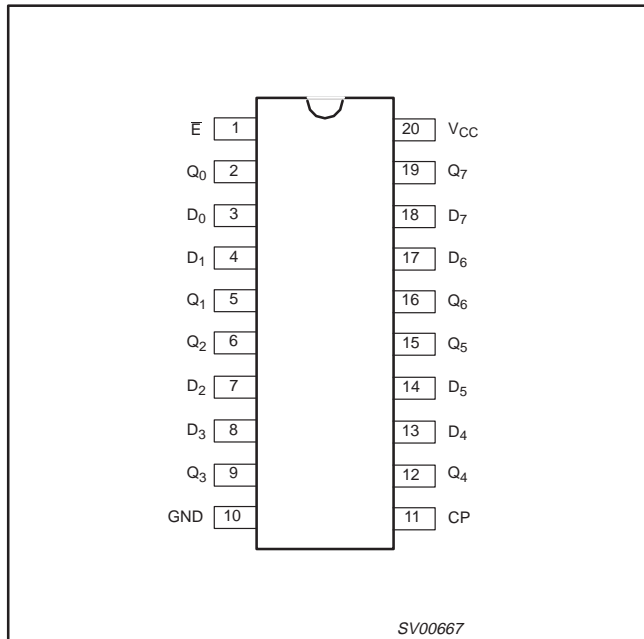 E̅ 1 20 VCC
Q0 2 19 Q7
D0 3 18 D7
D1 4 17 D6
Q1 5 16 Q6
Q2 6 15 Q5
D2 7 14 D5
D3 8 13 D4
Q3 9 12 Q4
GND 10 11 CP
SV00667